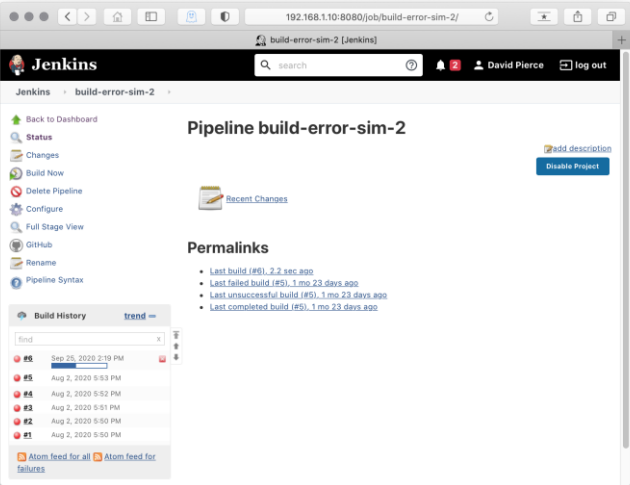 192.168.1.10:8080/job/build-error-sim-2/
build-error-sim-2 [Jenkins]
Jenkins
search
2
David Pierce
log out
Jenkins
build-error-sim-2
Back to Dashboard
Status
Changes
Build Now
Delete Pipeline
Configure
Full Stage View
GitHub
Rename
Pipeline Syntax
Build History
trend
find
x
#6
Sep 25, 2020 2:19 PM
#5 Aug 2, 2020 5:53 PM
#4 Aug 2, 2020 5:52 PM
#3 Aug 2, 2020 5:51 PM
#2 Aug 2, 2020 5:50 PM
#1 Aug 2, 2020 5:50 PM
Atom feed for all Atom feed for
failures
Pipeline build-error-sim-2
add description
Disable Project
Recent Changes
Permalinks
Last build (#6), 2.2 sec ago
Last failed build (#5), 1 mo 23 days ago
Last unsuccessful build (#5), 1 mo 23 days ago
Last completed build (#5), 1 mo 23 days ago